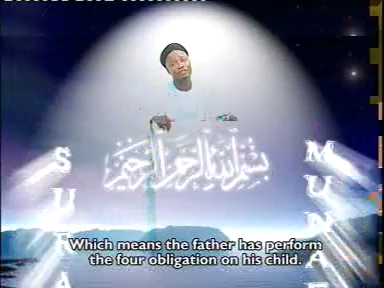 بسم الله الرحمن الرحيم
Which means the father has perform
the four obligation on his child.